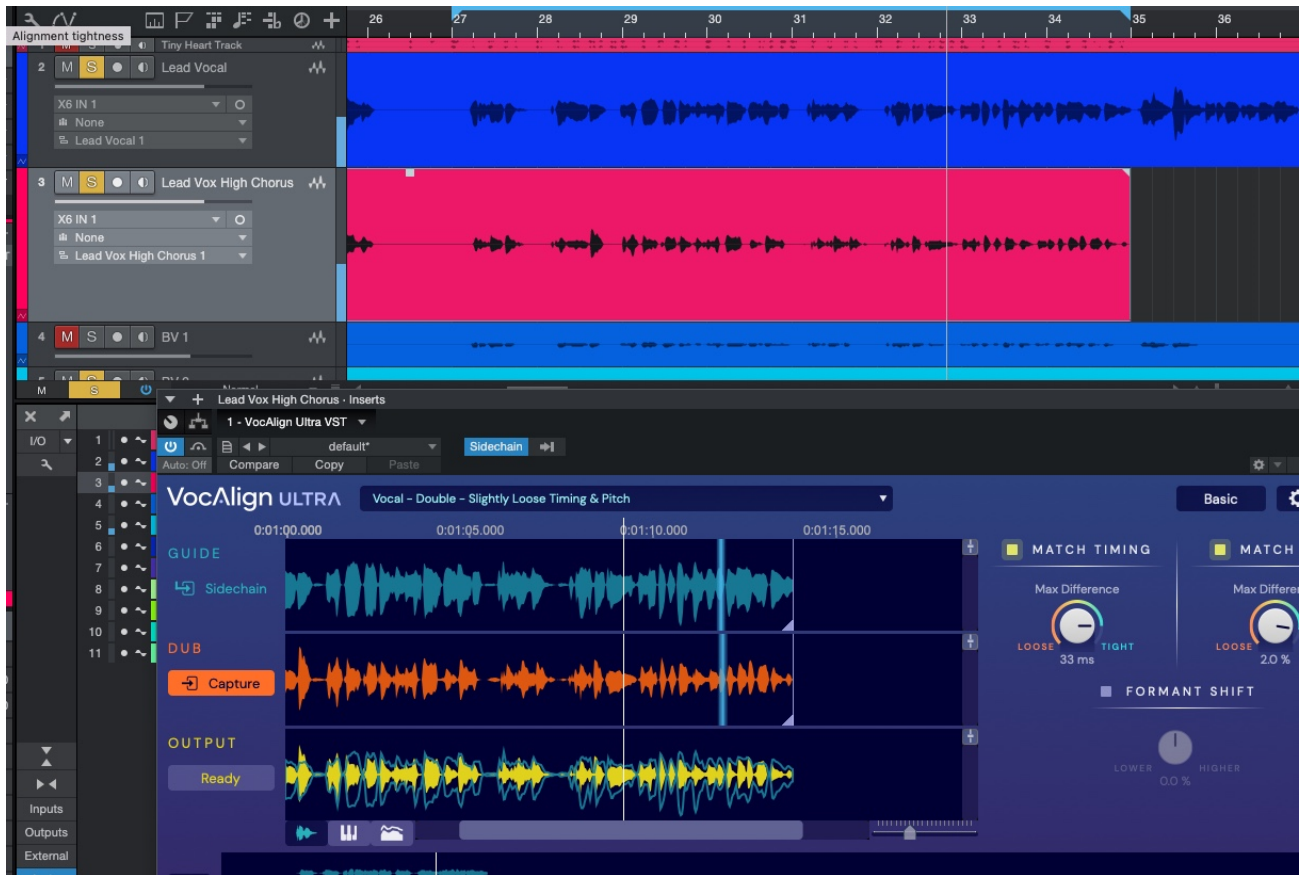 26 27 28 29 30 31 32 33 34 35 36
Alignment tightness
1 M S Tiny Heart Track
2 M S Lead Vocal
X6 IN 1
None
Lead Vocal 1
3 M S Lead Vox High Chorus
X6 IN 1
None
Lead Vox High Chorus 1
4 M S BV 1
M S Normal
Lead Vox High Chorus · Inserts
1 - VocAlign Ultra VST
default*
Sidechain
Auto: Off Compare Copy Paste
I/O
1
2
3
4
5
6
7
8
9
10
11
Inputs
Outputs
External
VocAlign ULTRA
Vocal - Double - Slightly Loose Timing & Pitch
Basic
0:01:00.000 0:01:05.000 0:01:10.000 0:01:15.000
GUIDE
Sidechain
DUB
Capture
OUTPUT
Ready
MATCH TIMING
Max Difference
LOOSE TIGHT
33 ms
MATCH
Max Differe
LOOSE
2.0 %
FORMANT SHIFT
LOWER HIGHER
0.0 %